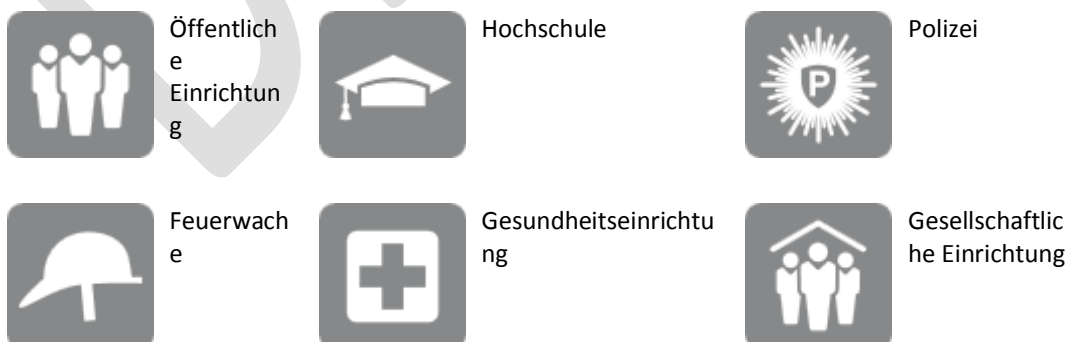 Öffentlich
e
Einrichtun
g
Hochschule
Polizei
P
Feuerwach
e
Gesundheitseinrichtu
ng
Gesellschaftlic
he Einrichtung